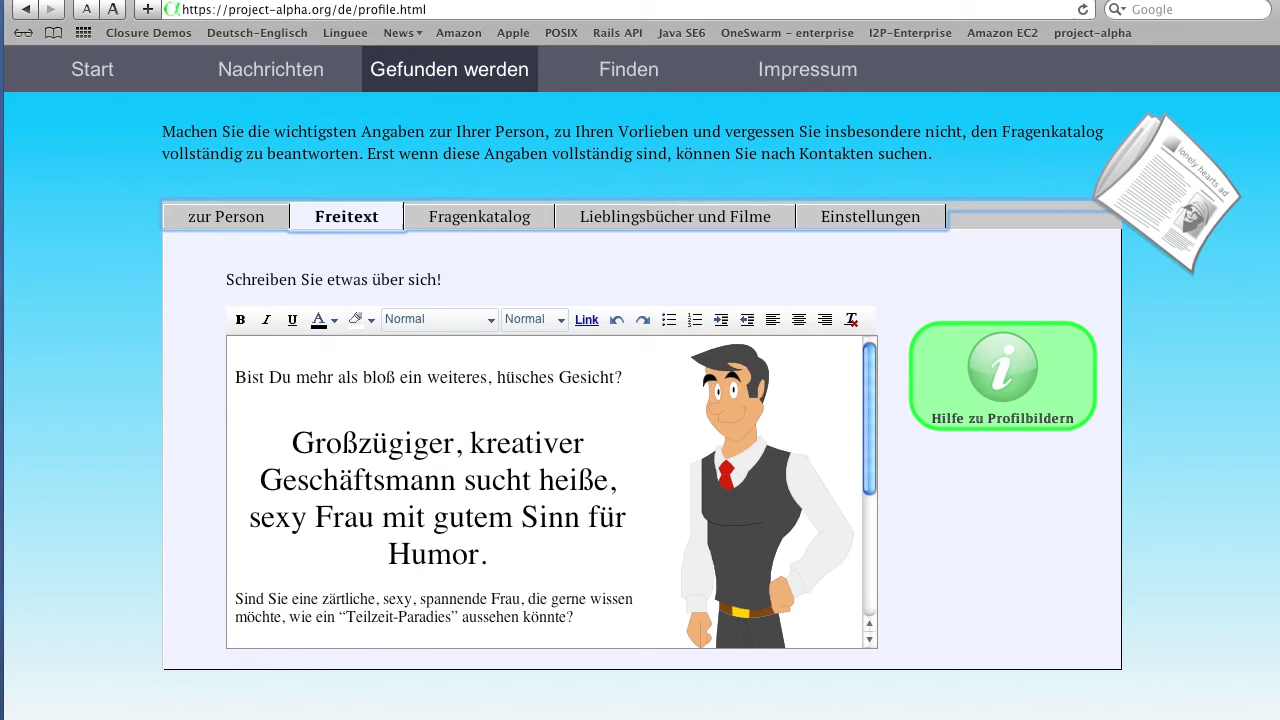 A A + https://project-alpha.org/de/profile.html Google
Closure Demos Deutsch-Englisch Linguee News Amazon Apple POSIX Rails API Java SE6 OneSwarm - enterprise I2P-Enterprise Amazon EC2 project-alpha
Start Nachrichten Gefunden werden Finden Impressum
Machen Sie die wichtigsten Angaben zur Ihrer Person, zu Ihren Vorlieben und vergessen Sie insbesondere nicht, den Fragenkatalog
vollständig zu beantworten. Erst wenn diese Angaben vollständig sind, können Sie nach Kontakten suchen.
lonely hearts ad
zur Person Freitext Fragenkatalog Lieblingsbücher und Filme Einstellungen
Schreiben Sie etwas über sich!
B I U A Normal Normal Link T
Bist Du mehr als bloß ein weiteres, hüsches Gesicht?
Großzügiger, kreativer
Geschäftsmann sucht heiße,
sexy Frau mit gutem Sinn für
Humor.
Sind Sie eine zärtliche, sexy, spannende Frau, die gerne wissen
möchte, wie ein “Teilzeit-Paradies” aussehen könnte?
i
Hilfe zu Profilbildern